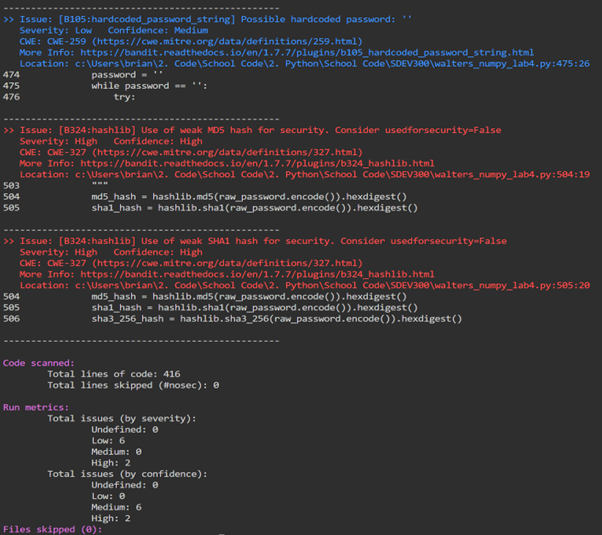 --------------------------------------------------
>> Issue: [B105:hardcoded_password_string] Possible hardcoded password: ''
   Severity: Low   Confidence: Medium
   CWE: CWE-259 (https://cwe.mitre.org/data/definitions/259.html)
   More Info: https://bandit.readthedocs.io/en/1.7.7/plugins/b105_hardcoded_password_string.html
   Location: c:\Users\brian\2. Code\School Code\2. Python\School Code\SDEV300\walters_numpy_lab4.py:475:26
474             password = ''
475             while password == '':
476                 try:
--------------------------------------------------
>> Issue: [B324:hashlib] Use of weak MD5 hash for security. Consider usedforsecurity=False
   Severity: High   Confidence: High
   CWE: CWE-327 (https://cwe.mitre.org/data/definitions/327.html)
   More Info: https://bandit.readthedocs.io/en/1.7.7/plugins/b324_hashlib.html
   Location: c:\Users\brian\2. Code\School Code\2. Python\School Code\SDEV300\walters_numpy_lab4.py:504:19
503             """
504             md5_hash = hashlib.md5(raw_password.encode()).hexdigest()
505             sha1_hash = hashlib.sha1(raw_password.encode()).hexdigest()
--------------------------------------------------
>> Issue: [B324:hashlib] Use of weak SHA1 hash for security. Consider usedforsecurity=False
   Severity: High   Confidence: High
   CWE: CWE-327 (https://cwe.mitre.org/data/definitions/327.html)
   More Info: https://bandit.readthedocs.io/en/1.7.7/plugins/b324_hashlib.html
   Location: c:\Users\brian\2. Code\School Code\2. Python\School Code\SDEV300\walters_numpy_lab4.py:505:20
504             md5_hash = hashlib.md5(raw_password.encode()).hexdigest()
505             sha1_hash = hashlib.sha1(raw_password.encode()).hexdigest()
506             sha3_256_hash = hashlib.sha3_256(raw_password.encode()).hexdigest()
--------------------------------------------------
Code scanned:
        Total lines of code: 416
        Total lines skipped (#nosec): 0
Run metrics:
        Total issues (by severity):
                Undefined: 0
                Low: 6
                Medium: 0
                High: 2
        Total issues (by confidence):
                Undefined: 0
                Low: 0
                Medium: 6
                High: 2
Files skipped (0):